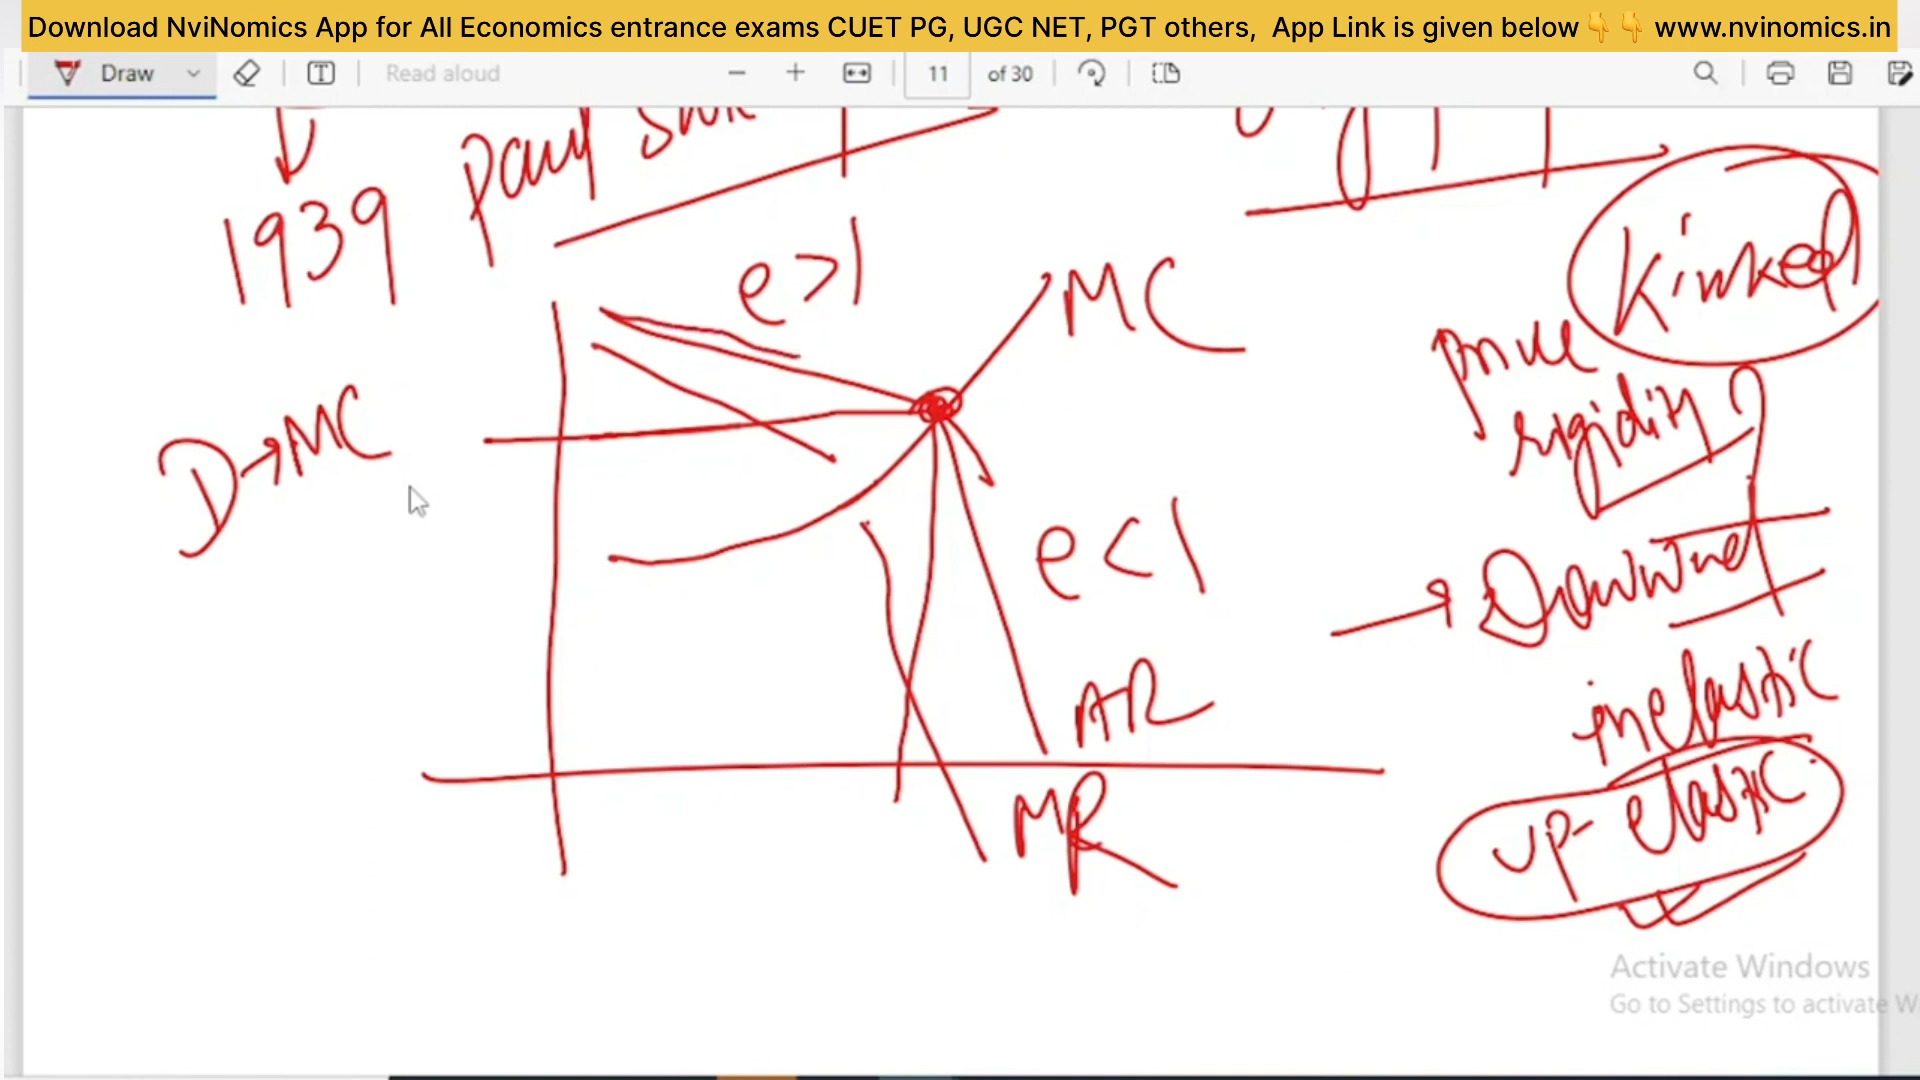 Download NviNomics App for All Economics entrance exams CUET PG, UGC NET, PGT others, App Link is given below👇👇 www.nvinomics.in
Draw
Read aloud
11 of 30
1939
Paul
e>1
MC
Kinked
price
rigidity
D→MC
e<1
→ Downward
AR
inelastic
MR
up- elastic
Activate Windows
Go to Settings to activate W